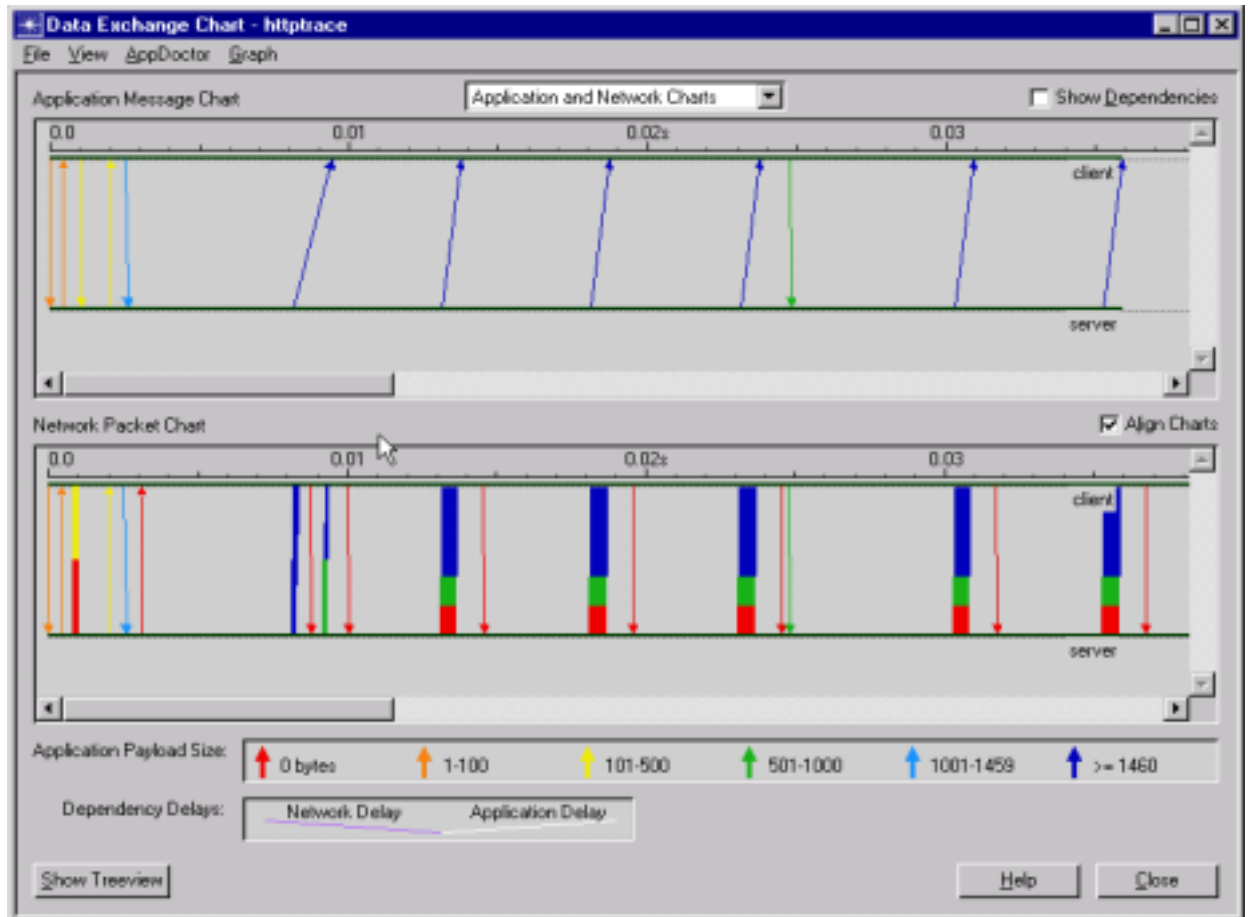 Data Exchange Chart - httptrace
File View AppDoctor Graph
Application Message Chart Application and Network Charts Show Dependencies
0.0 0.01 0.02s 0.03
client
server
Network Packet Chart Align Charts
0.0 0.01 0.02s 0.03
client
server
Application Payload Size: 0 bytes 1-100 101-500 501-1000 1001-1459 >= 1460
Dependency Delays: Network Delay Application Delay
Show Treeview Help Close